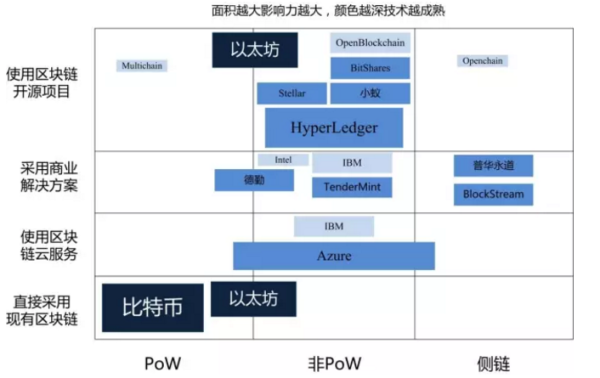 面积越大影响力越大，颜色越深技术越成熟
使用区块链
开源项目
Multichain
以太坊
OpenBlockchain
BitShares
Stellar
小蚁
HyperLedger
Openchain
采用商业
解决方案
Intel
IBM
德勤
TenderMint
普华永道
BlockStream
使用区块
链云服务
IBM
Azure
直接采用
现有区块链
比特币
以太坊
PoW
非PoW
侧链